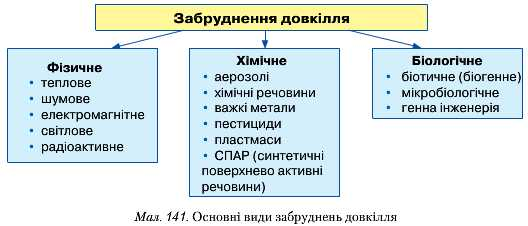 Забруднення довкілля
Фізичне
• теплове
• шумове
• електромагнітне
• світлове
• радіоактивне
Хімічне
• аерозолі
• хімічні речовини
• важкі метали
• пестициди
• пластмаси
• СПАР (синтетичні
поверхнево активні
речовини)
Біологічне
• біотичне (біогенне)
• мікробіологічне
• генна інженерія
Мал. 141. Основні види забруднень довкілля